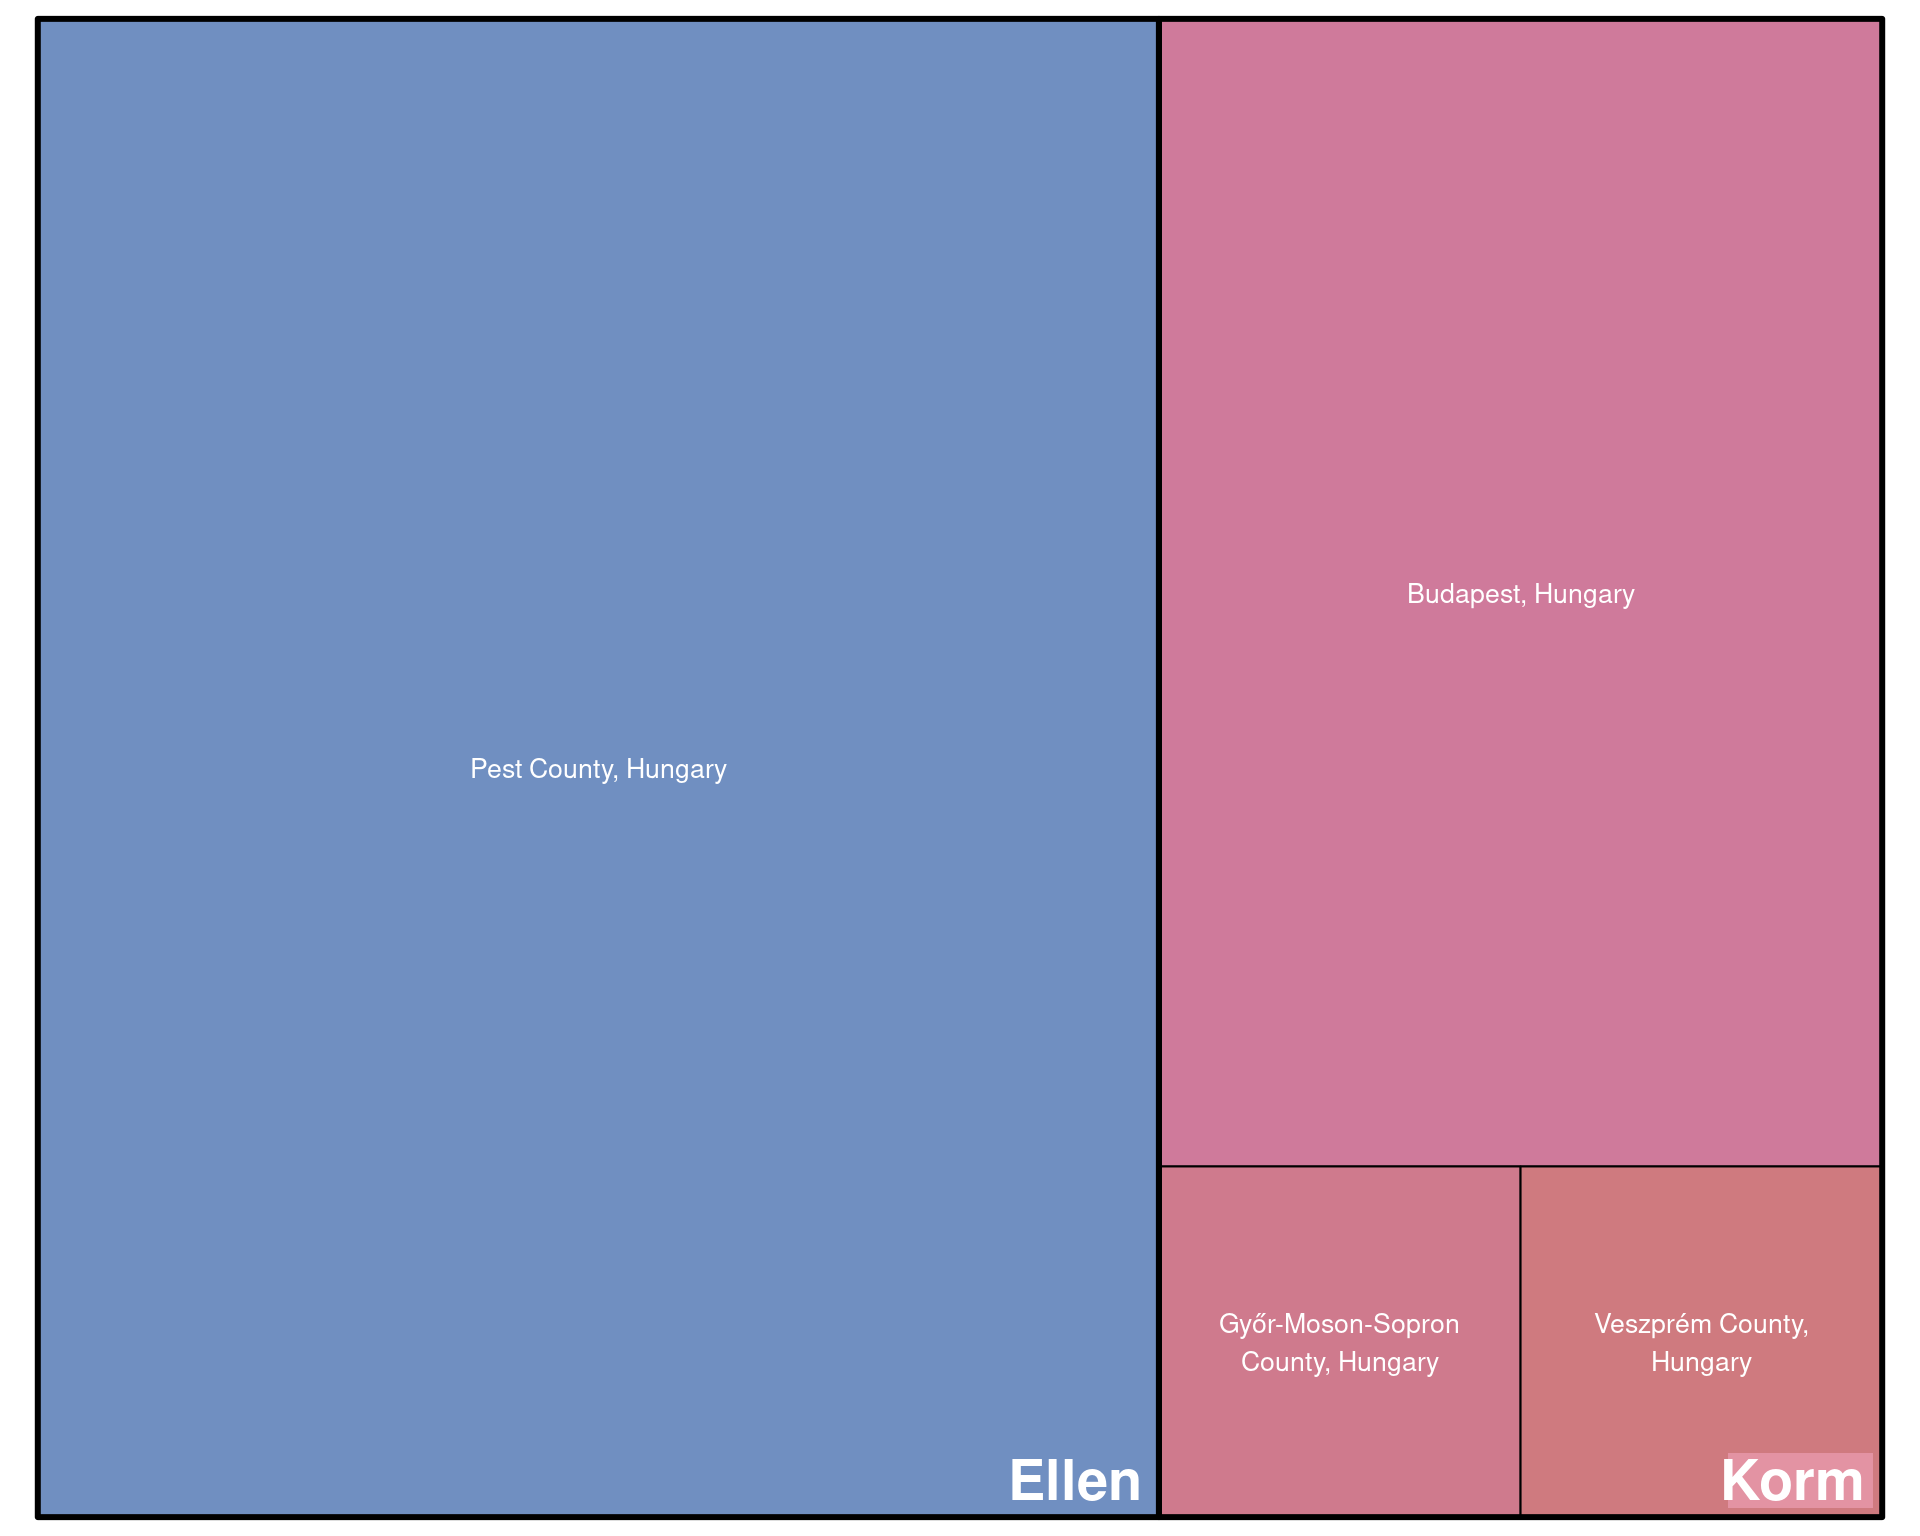 Budapest, Hungary
Pest County, Hungary
Győr-Moson-Sopron
County, Hungary
Veszprém County,
Hungary
Ellen
Korm